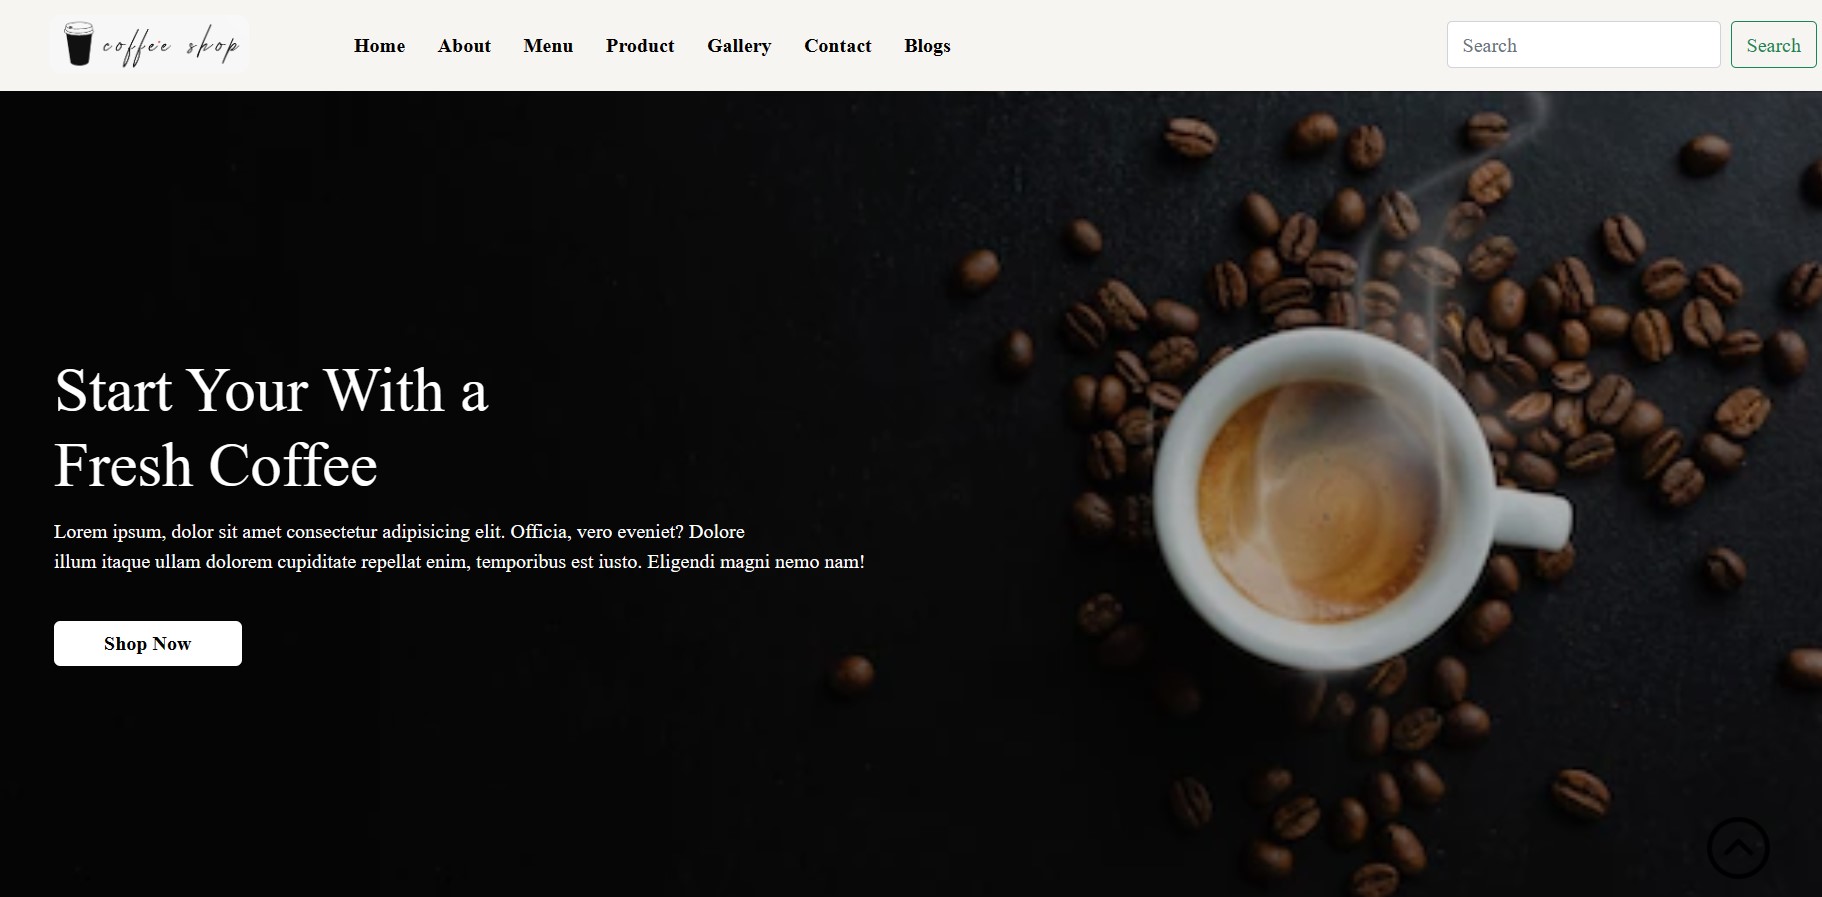 coffee shop
Home About Menu Product Gallery Contact Blogs
Search Search
Start Your With a
Fresh Coffee
Lorem ipsum, dolor sit amet consectetur adipisicing elit. Officia, vero eveniet? Dolore
illum itaque ullam dolorem cupiditate repellat enim, temporibus est iusto. Eligendi magni nemo nam!
Shop Now